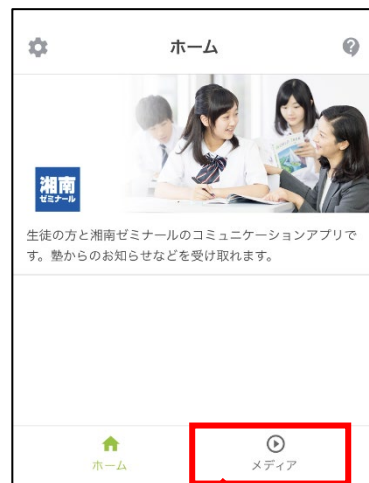 ホーム
湘南
ゼミナール
生徒の方と湘南ゼミナールのコミュニケーションアプリで
す。塾からのお知らせなどを受け取れます。
ホーム
メディア